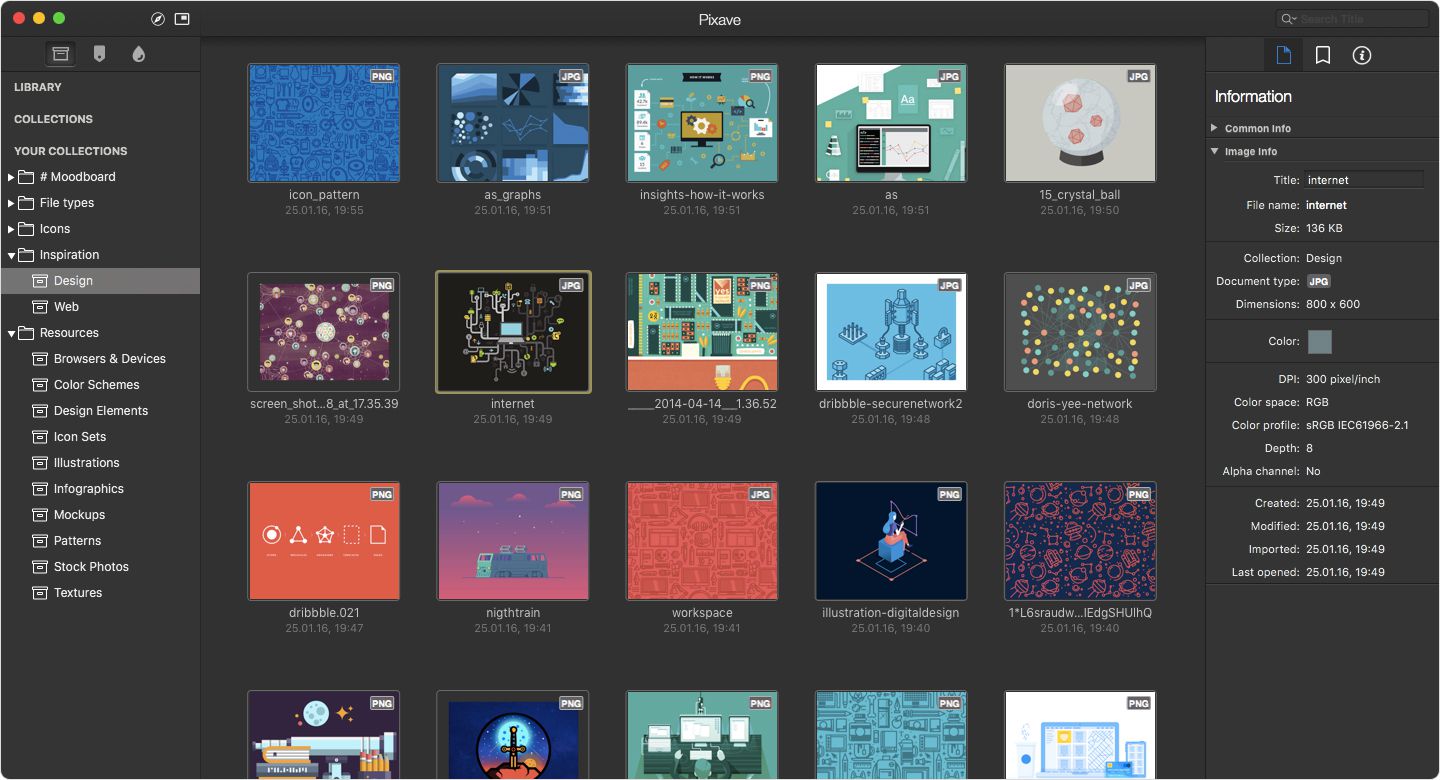 Pixave
Search Title
LIBRARY
COLLECTIONS
YOUR COLLECTIONS
# Moodboard
File types
Icons
Inspiration
Design
Web
Resources
Browsers & Devices
Color Schemes
Design Elements
Icon Sets
Illustrations
Infographics
Mockups
Patterns
Stock Photos
Textures
PNG JPG PNG JPG JPG
HOW IT WORKS
Aa
icon_pattern as_graphs insights-how-it-works as 15_crystal_ball
25.01.16, 19:55 25.01.16, 19:51 25.01.16, 19:51 25.01.16, 19:51 25.01.16, 19:50
PNG JPG PNG JPG JPG
Yes
screen_shot...8_at_17.35.39 internet _____2014-04-14___1.36.52 dribbble-securenetwork2 doris-yee-network
25.01.16, 19:49 25.01.16, 19:49 25.01.16, 19:49 25.01.16, 19:48 25.01.16, 19:48
PNG PNG JPG PNG PNG
dribbble.021 nigthtrain workspace illustration-digitaldesign 1*L6sraudw...IEdgSHUIhQ
25.01.16, 19:47 25.01.16, 19:41 25.01.16, 19:41 25.01.16, 19:40 25.01.16, 19:40
PNG PNG PNG PNG PNG
Information
Common Info
Image Info
Title: internet
File name: internet
Size: 136 KB
Collection: Design
Document type: JPG
Dimensions: 800 x 600
Color:
DPI: 300 pixel/inch
Color space: RGB
Color profile: sRGB IEC61966-2.1
Depth: 8
Alpha channel: No
Created: 25.01.16, 19:49
Modified: 25.01.16, 19:49
Imported: 25.01.16, 19:49
Last opened: 25.01.16, 19:49